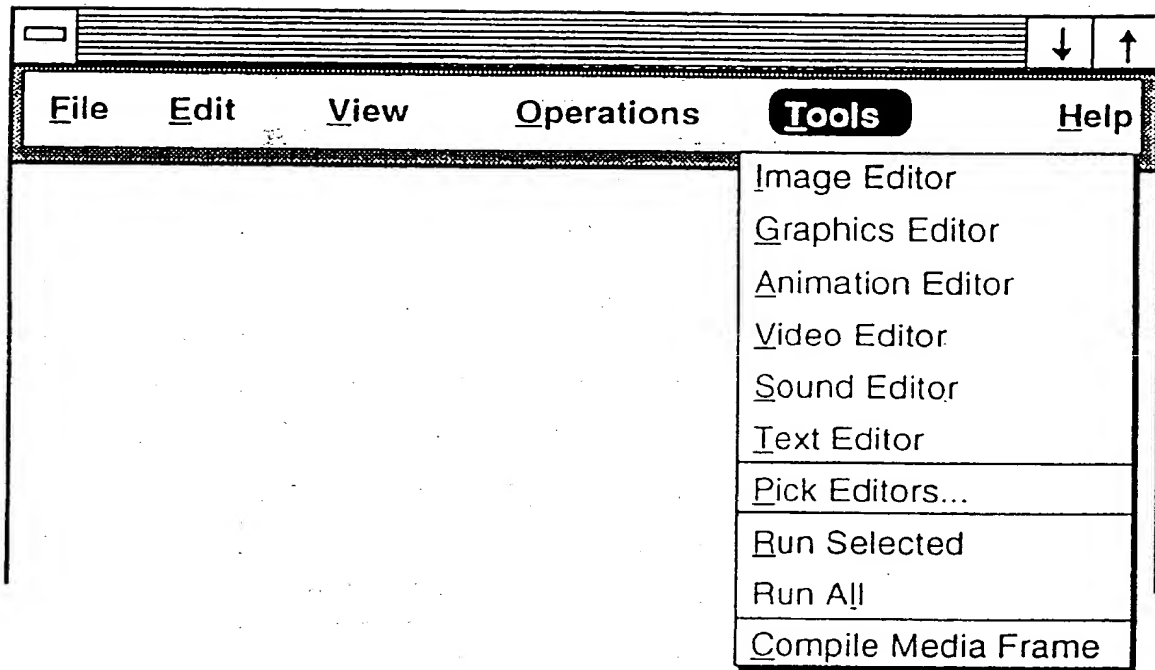 File Edit View Operations Tools Help
Image Editor
Graphics Editor
Animation Editor
Video Editor
Sound Editor
Text Editor
Pick Editors...
Run Selected
Run All
Compile Media Frame